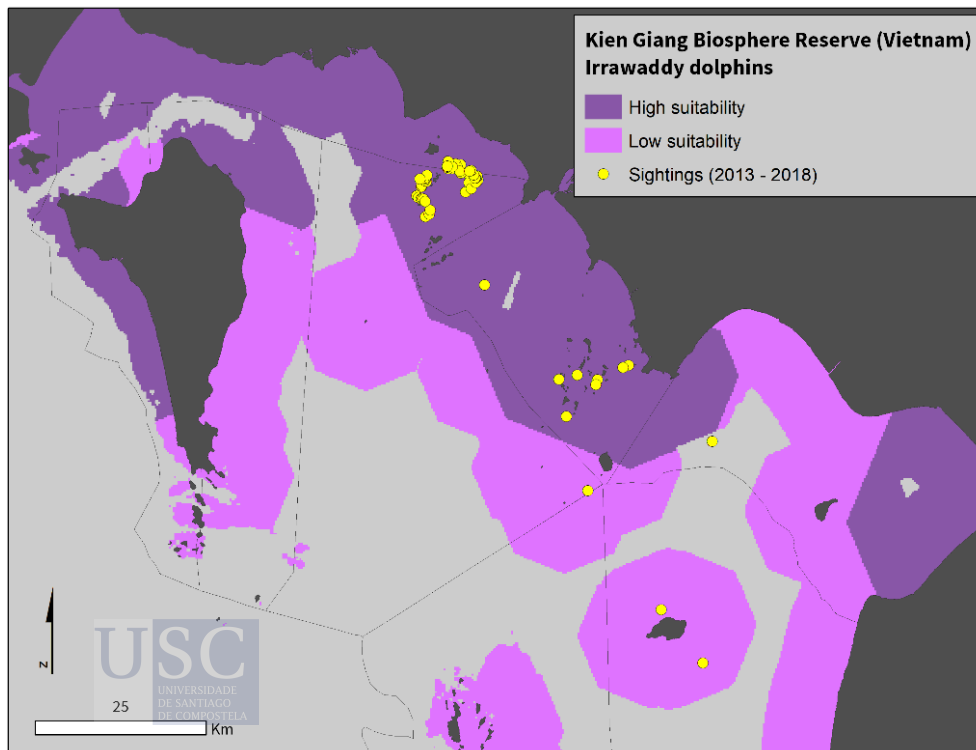 Kien Giang Biosphere Reserve (Vietnam)
Irrawaddy dolphins
High suitability
Low suitability
Sightings (2013 - 2018)
N
USC
UNIVERSIDADE
DE SANTIAGO
DE COMPOSTELA
25
Km